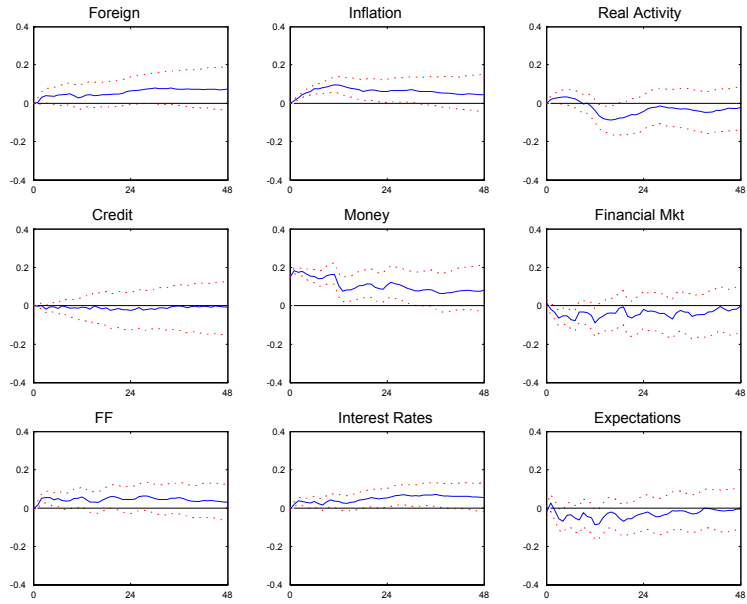 Foreign Inflation Real Activity
0.4 0.4 0.4
0.2 0.2 0.2
0 0 0
-0.2 -0.2 -0.2
-0.4 -0.4 -0.4
0 24 48 0 24 48 0 24 48
Credit Money Financial Mkt
0.4 0.4 0.4
0.2 0.2 0.2
0 0 0
-0.2 -0.2 -0.2
-0.4 -0.4 -0.4
0 24 48 0 24 48 0 24 48
FF Interest Rates Expectations
0.4 0.4 0.4
0.2 0.2 0.2
0 0 0
-0.2 -0.2 -0.2
-0.4 -0.4 -0.4
0 24 48 0 24 48 0 24 48